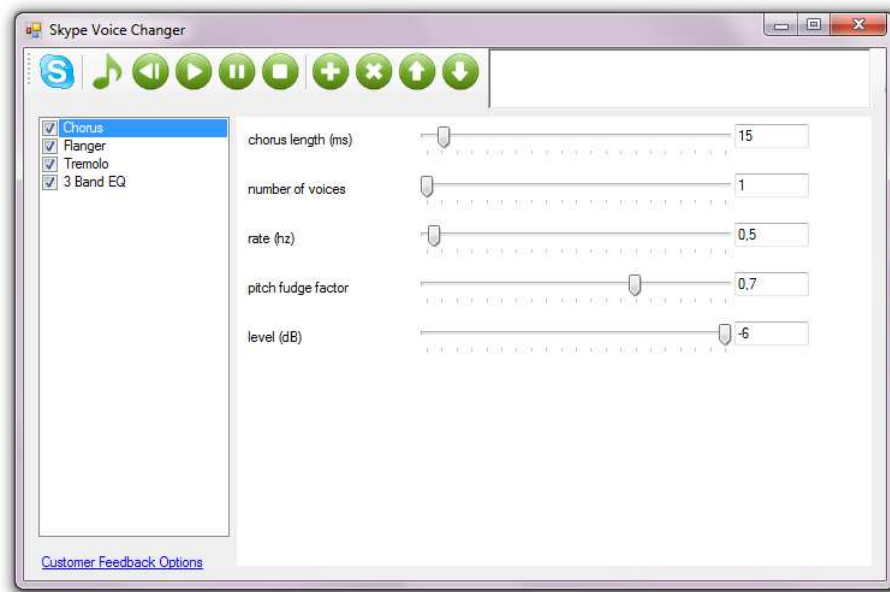 Skype Voice Changer
Chorus
Flanger
Tremolo
3 Band EQ
chorus length (ms) 15
number of voices 1
rate (hz) 0,5
pitch fudge factor 0,7
level (dB) -6
Customer Feedback Options